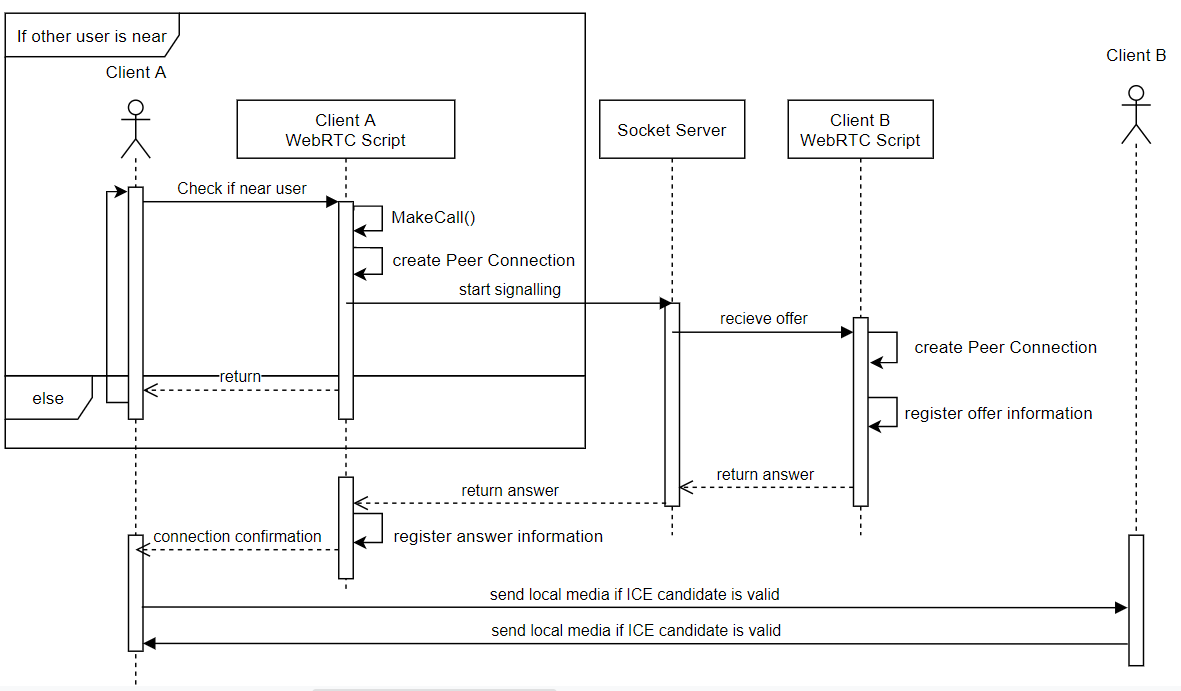 If other user is near
Client A
Client B
Client A
WebRTC Script
Socket Server
Client B
WebRTC Script
Check if near user
MakeCall()
create Peer Connection
start signalling
recieve offer
create Peer Connection
return
else
register offer information
return answer
return answer
connection confirmation
register answer information
send local media if ICE candidate is valid
send local media if ICE candidate is valid